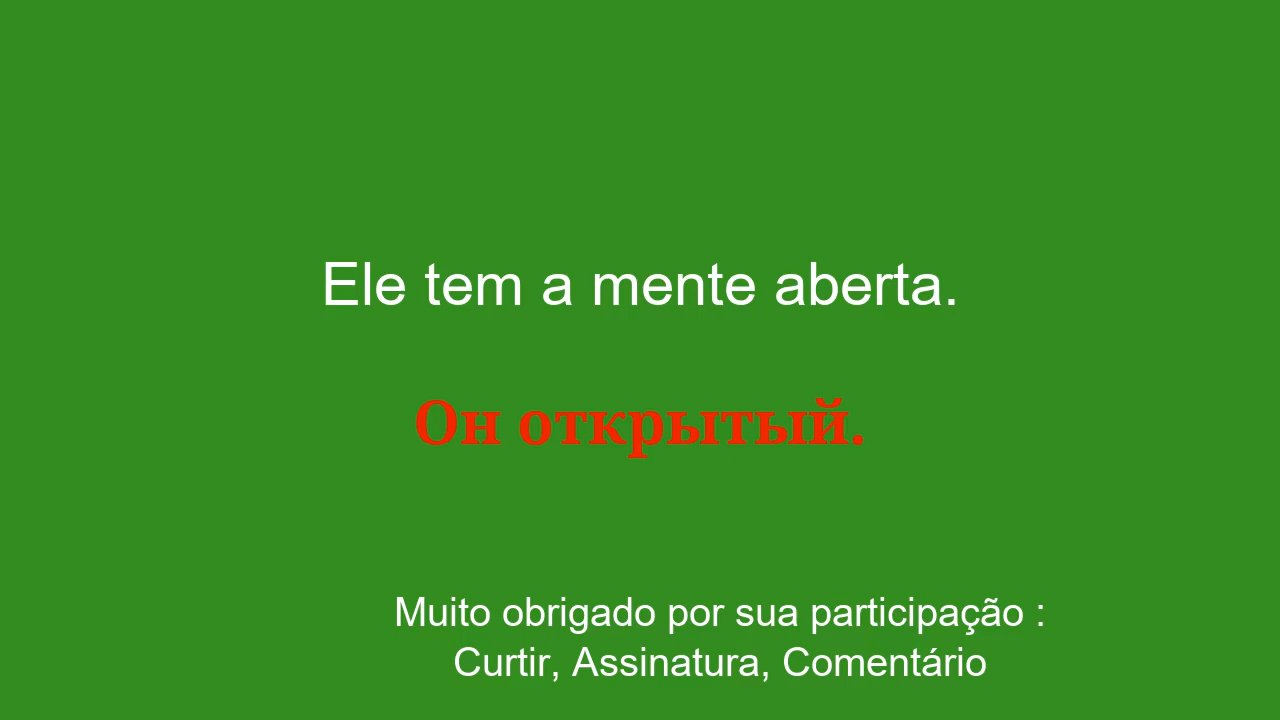 Ele tem a mente aberta.
Он открытый.
Muito obrigado por sua participação :
Curtir, Assinatura, Comentário